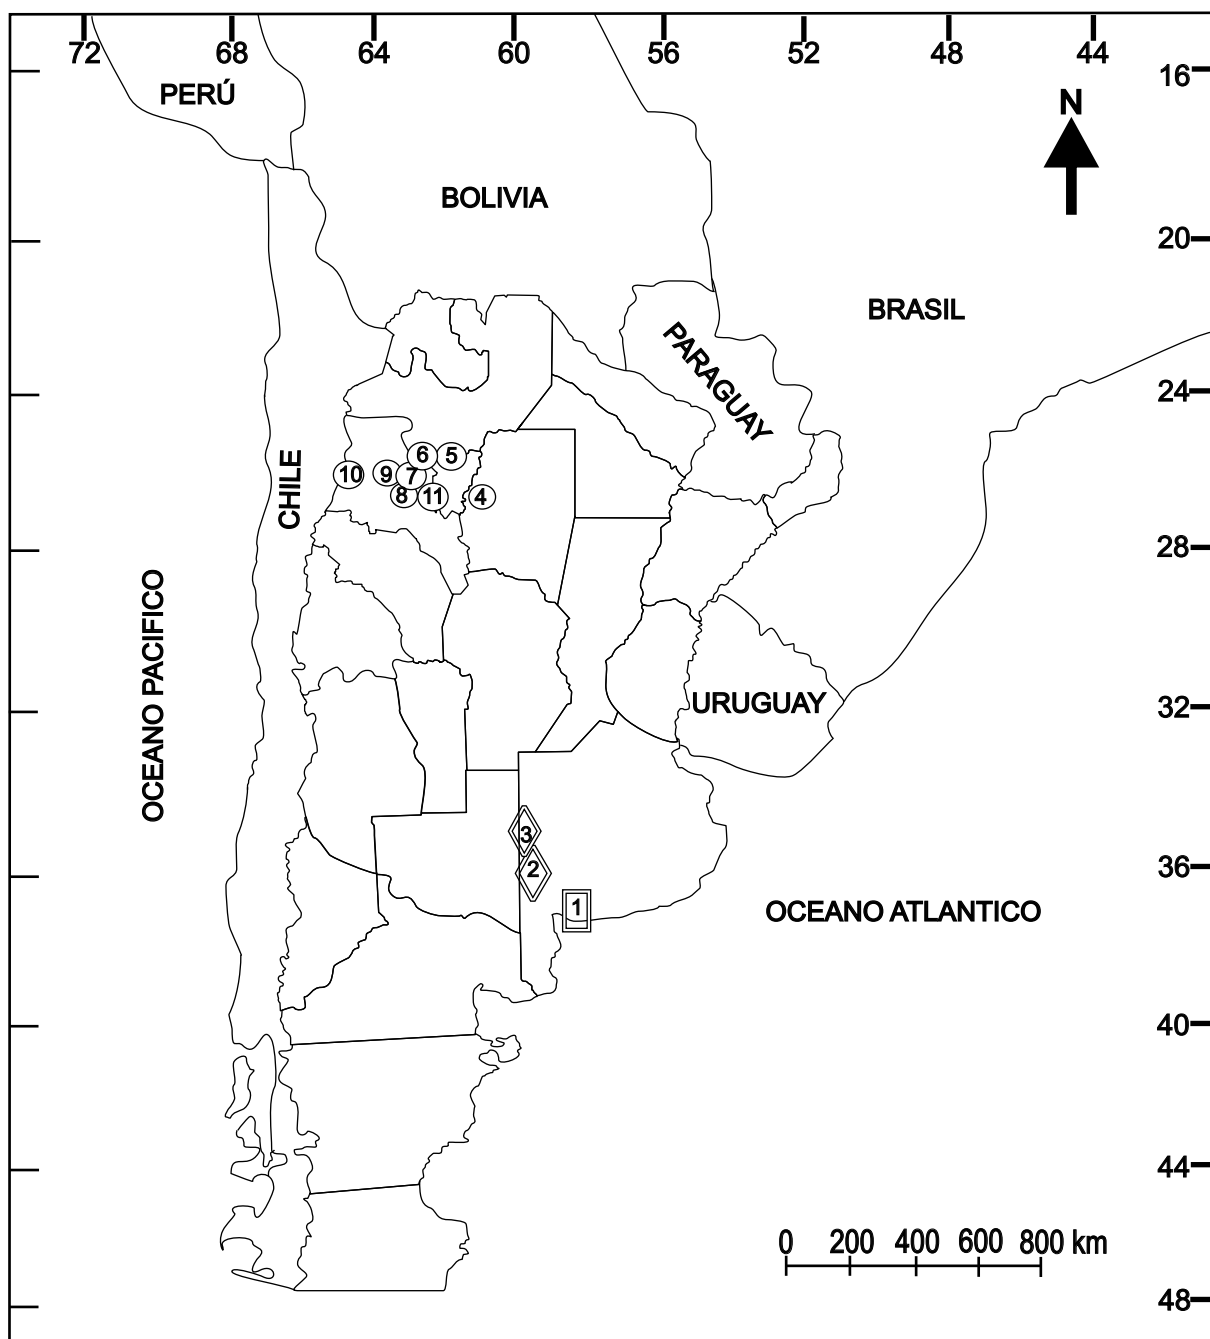 72 68 64 60 56 52 48 44
16
PERÚ
N
BOLIVIA
20
BRASIL
PARAGUAY
24
CHILE
6 5
10 9 7
8 11 4
28
OCEANO PACIFICO
URUGUAY
32
3
2
36
1
OCEANO ATLANTICO
40
44
0 200 400 600 800 km
48